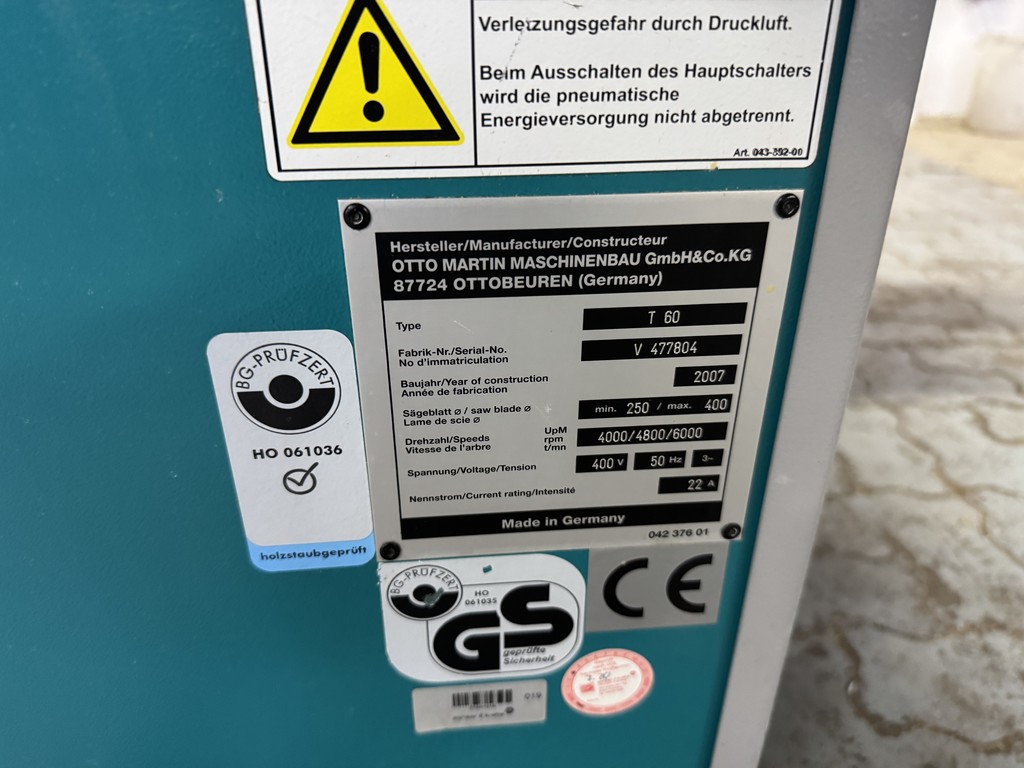 Verletzungsgefahr durch Druckluft.
Beim Ausschalten des Hauptschalters
wird die pneumatische
Energieversorgung nicht abgetrennt.
Art. 043-392-00
Hersteller/Manufacturer/Constructeur
OTTO MARTIN MASCHINENBAU GmbH&Co.KG
87724 OTTOBEUREN (Germany)
Type T 60
Fabrik-Nr./Serial-No. V 477804
No d'immatriculation
Baujahr/Year of construction 2007
Année de fabrication
Sägeblatt ø / saw blade ø min. 250 / max. 400
Lame de scie ø
Drehzahl/Speeds UpM 4000/4800/6000
Vitesse de l'arbre rpm
t/mn
Spannung/Voltage/Tension 400 V 50 Hz 3~
Nennstrom/Current rating/Intensité 22 A
Made in Germany
042 376 01
BG-PRÜFZERT
HO 061036
holzstaubgeprüft
BG-PRÜFZERT
HO
061035
GS
geprüfte
Sicherheit
CE
019